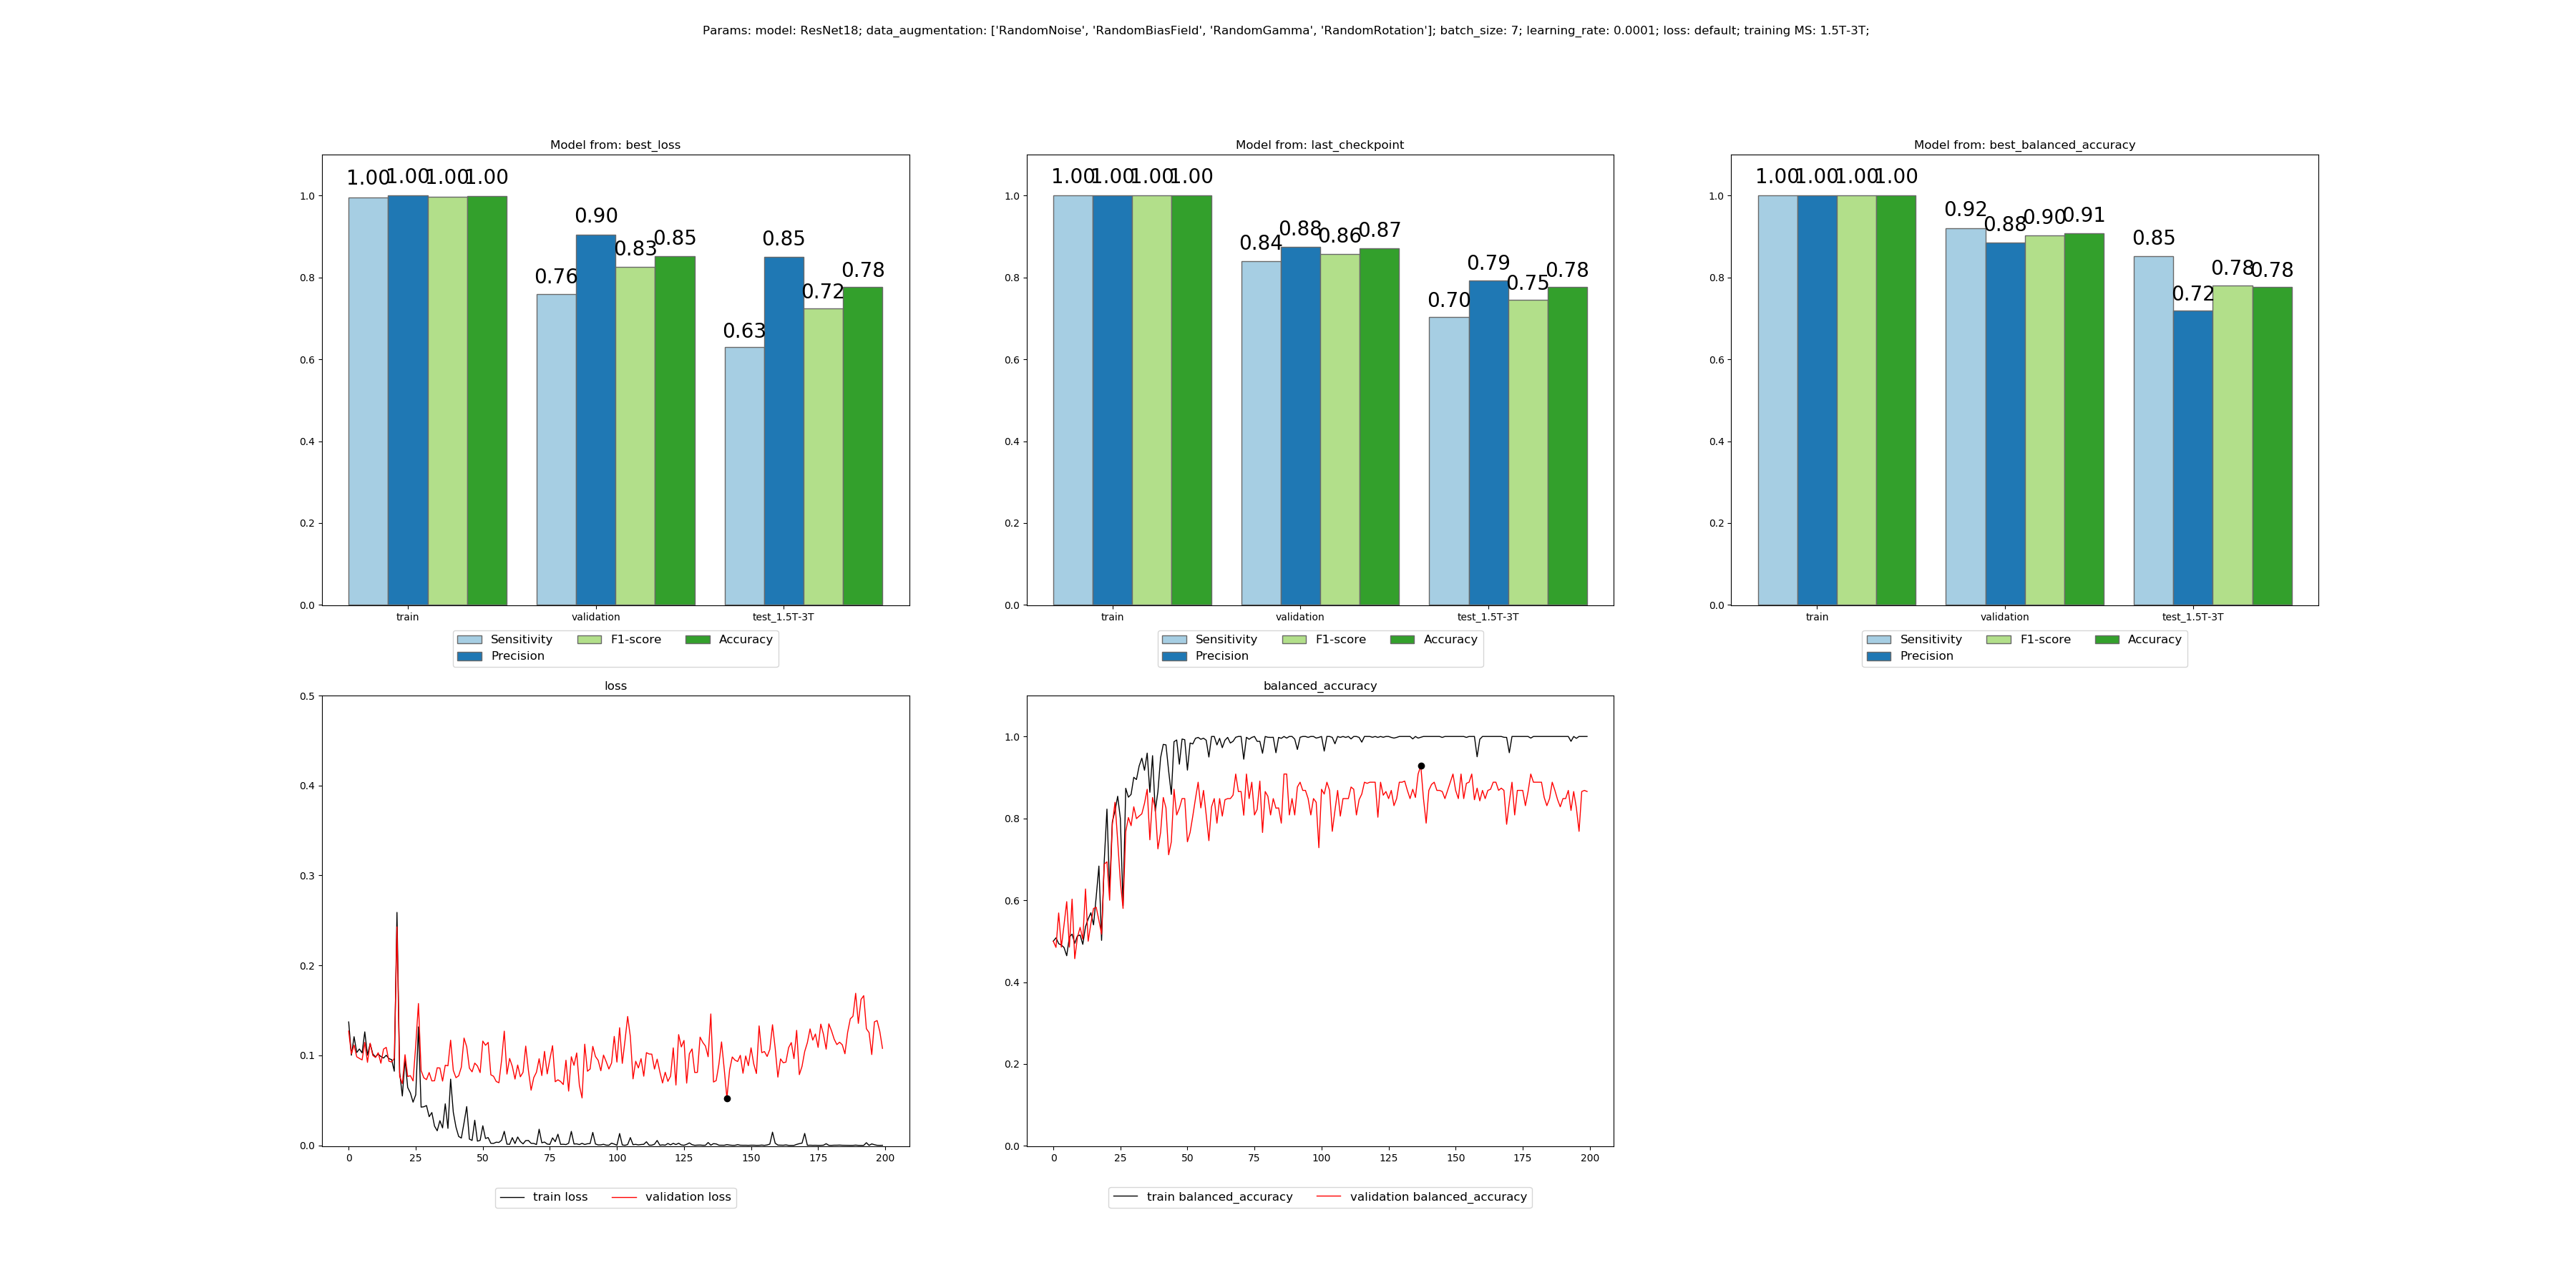 Params: model: ResNet18; data_augmentation: ['RandomNoise', 'RandomBiasField', 'RandomGamma', 'RandomRotation']; batch_size: 7; learning_rate: 0.0001; loss: default; training MS: 1.5T-3T;
Model from: best_loss
1.00 1.00 1.00 1.00
0.76 0.90 0.83 0.85
0.63 0.85 0.72 0.78
1.0
0.8
0.6
0.4
0.2
0.0
train validation test_1.5T-3T
Sensitivity F1-score Accuracy
Precision
Model from: last_checkpoint
1.00 1.00 1.00 1.00
0.84 0.88 0.86 0.87
0.70 0.79 0.75 0.78
1.0
0.8
0.6
0.4
0.2
0.0
train validation test_1.5T-3T
Sensitivity F1-score Accuracy
Precision
Model from: best_balanced_accuracy
1.00 1.00 1.00 1.00
0.92 0.88 0.90 0.91
0.85 0.72 0.78 0.78
1.0
0.8
0.6
0.4
0.2
0.0
train validation test_1.5T-3T
Sensitivity F1-score Accuracy
Precision
loss
0.5
0.4
0.3
0.2
0.1
0.0
0 25 50 75 100 125 150 175 200
train loss validation loss
balanced_accuracy
1.0
0.8
0.6
0.4
0.2
0.0
0 25 50 75 100 125 150 175 200
train balanced_accuracy validation balanced_accuracy